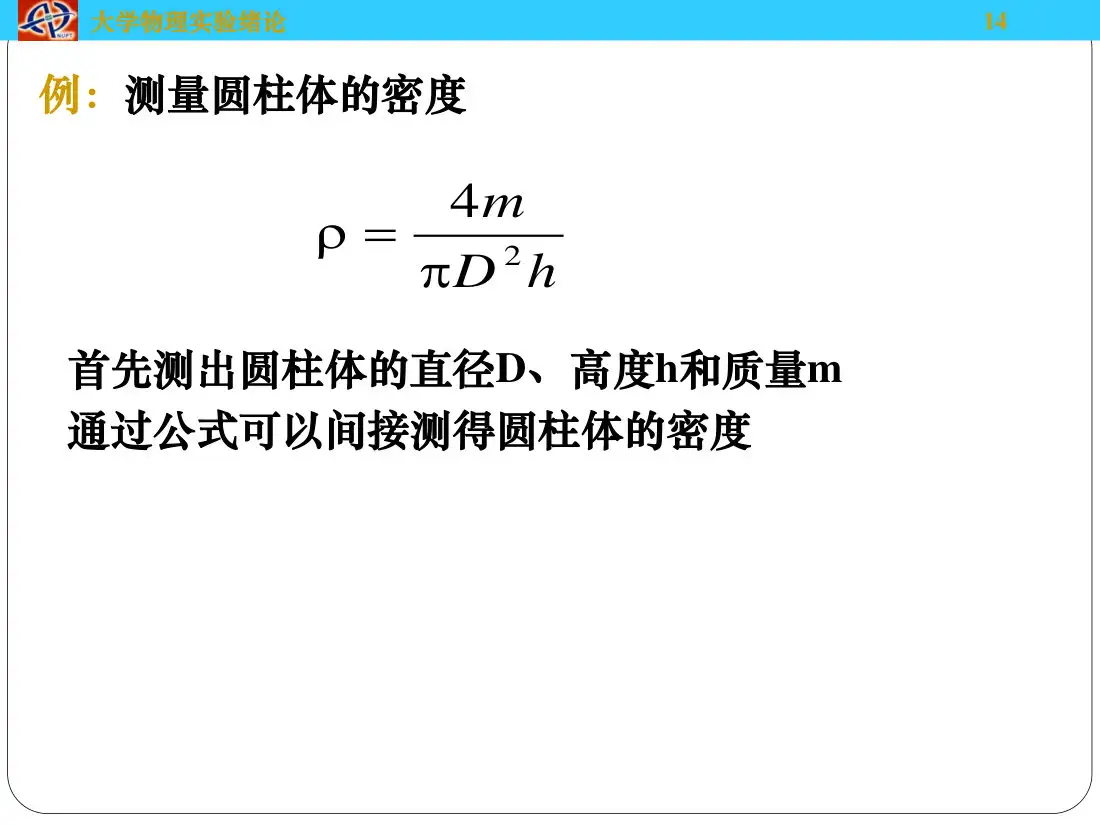 NUPT
大学物理实验绪论
14
例：测量圆柱体的密度
ρ = 4m / πD²h
首先测出圆柱体的直径D、高度h和质量m
通过公式可以间接测得圆柱体的密度